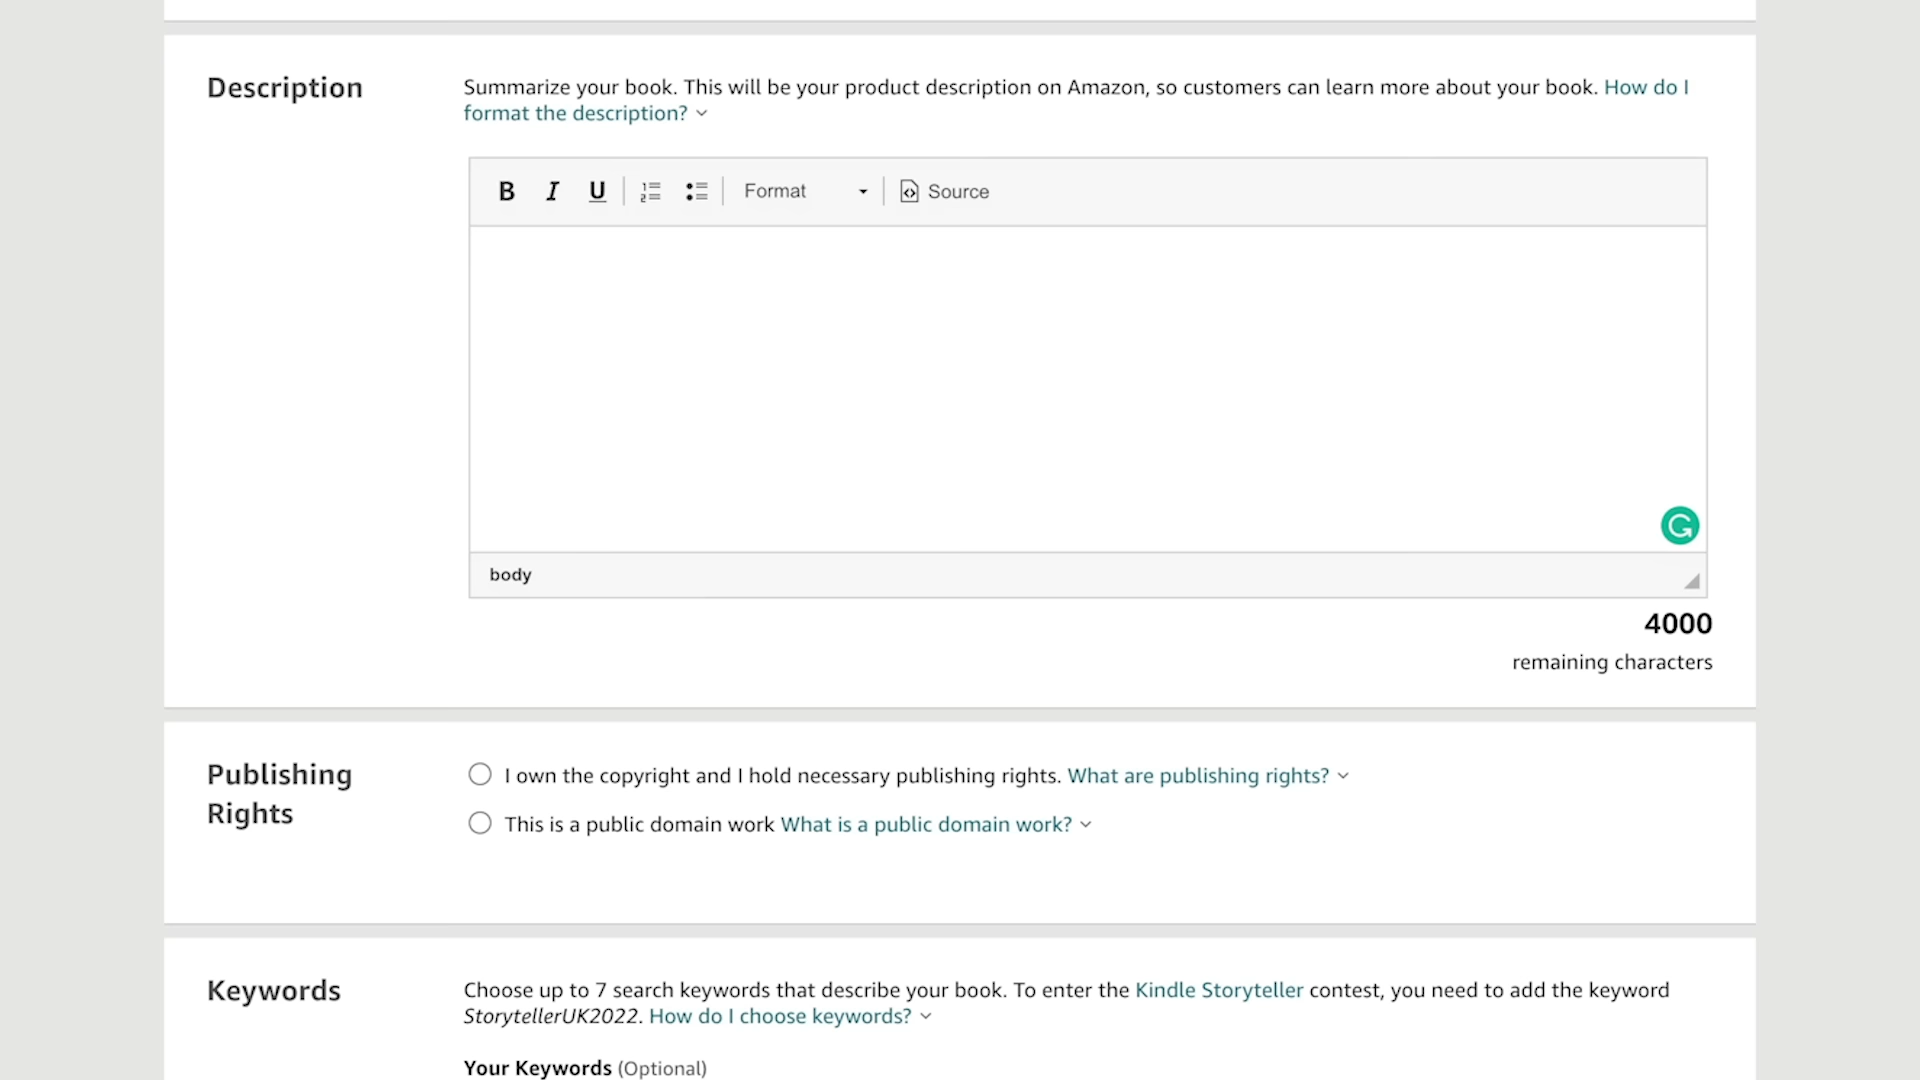 Description
Summarize your book. This will be your product description on Amazon, so customers can learn more about your book. How do I
format the description?
B I U Format Source
body
4000
remaining characters
Publishing
Rights
I own the copyright and I hold necessary publishing rights. What are publishing rights?
This is a public domain work What is a public domain work?
Keywords
Choose up to 7 search keywords that describe your book. To enter the Kindle Storyteller contest, you need to add the keyword
StorytellerUK2022. How do I choose keywords?
Your Keywords (Optional)